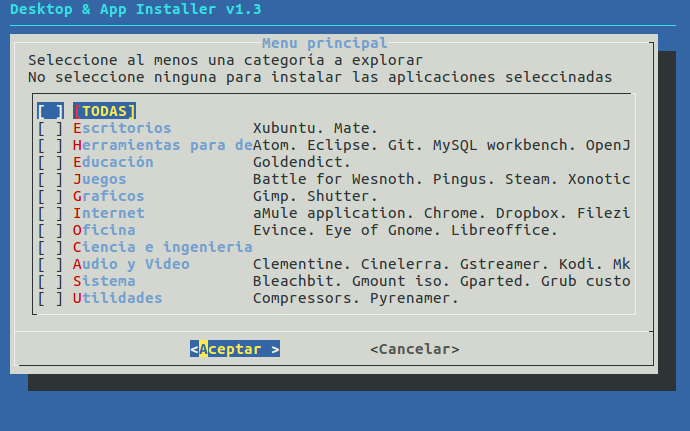 Desktop & App Installer v1.3
Menu principal
Seleccione al menos una categoría a explorar
No seleccione ninguna para instalar las aplicaciones seleccinadas
[ ] [TODAS]
[ ] Escritorios Xubuntu. Mate.
[ ] Herramientas para deAtom. Eclipse. Git. MySQL workbench. OpenJ
[ ] Educación Goldendict.
[ ] Juegos Battle for Wesnoth. Pingus. Steam. Xonotic
[ ] Graficos Gimp. Shutter.
[ ] Internet aMule application. Chrome. Dropbox. Filezi
[ ] Oficina Evince. Eye of Gnome. Libreoffice.
[ ] Ciencia e ingenieria
[ ] Audio y Video Clementine. Cinelerra. Gstreamer. Kodi. Mk
[ ] Sistema Bleachbit. Gmount iso. Gparted. Grub custo
[ ] Utilidades Compressors. Pyrenamer.
<Aceptar > <Cancelar>